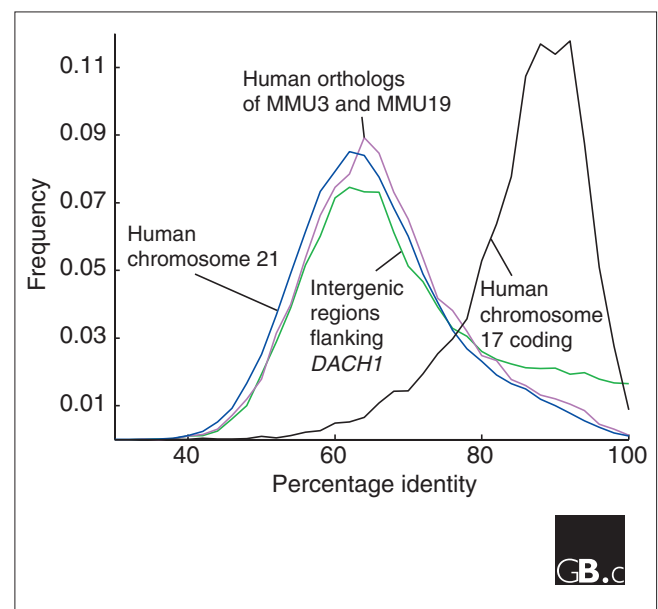 0.11
0.09
0.07
0.05
0.03
0.01
Frequency
Human orthologs
of MMU3 and MMU19
Human
chromosome 21
Intergenic
regions
flanking
DACH1
Human
chromosome
17 coding
40
60
80
100
Percentage identity
GB.c